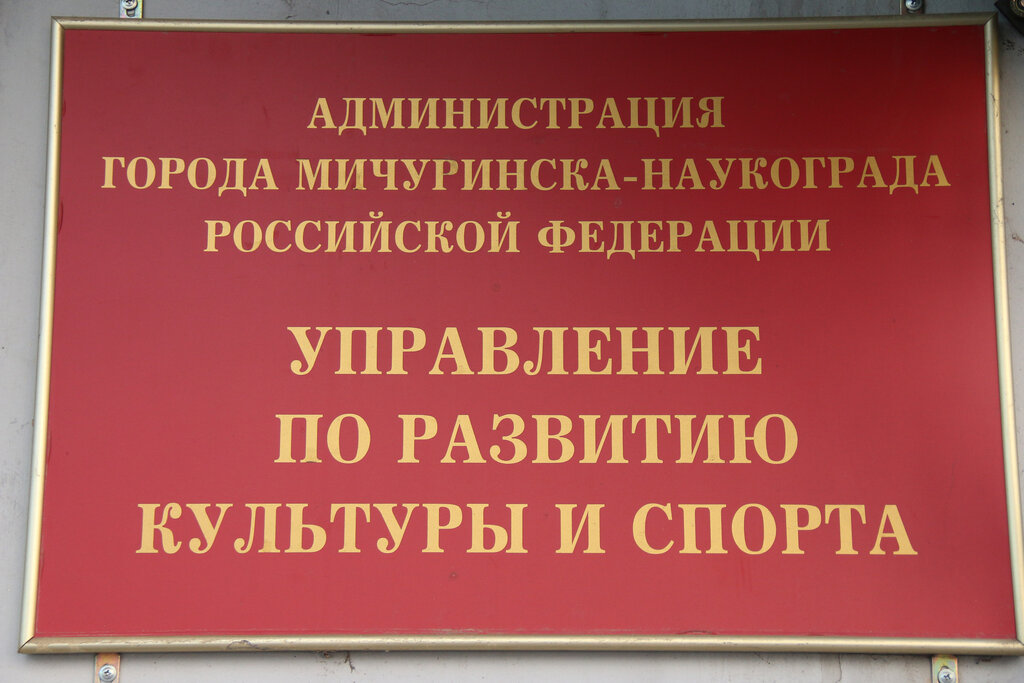 АДМИНИСТРАЦИЯ
ГОРОДА МИЧУРИНСКА-НАУКОГРАДА
РОССИЙСКОЙ ФЕДЕРАЦИИ
УПРАВЛЕНИЕ
ПО РАЗВИТИЮ
КУЛЬТУРЫ И СПОРТА